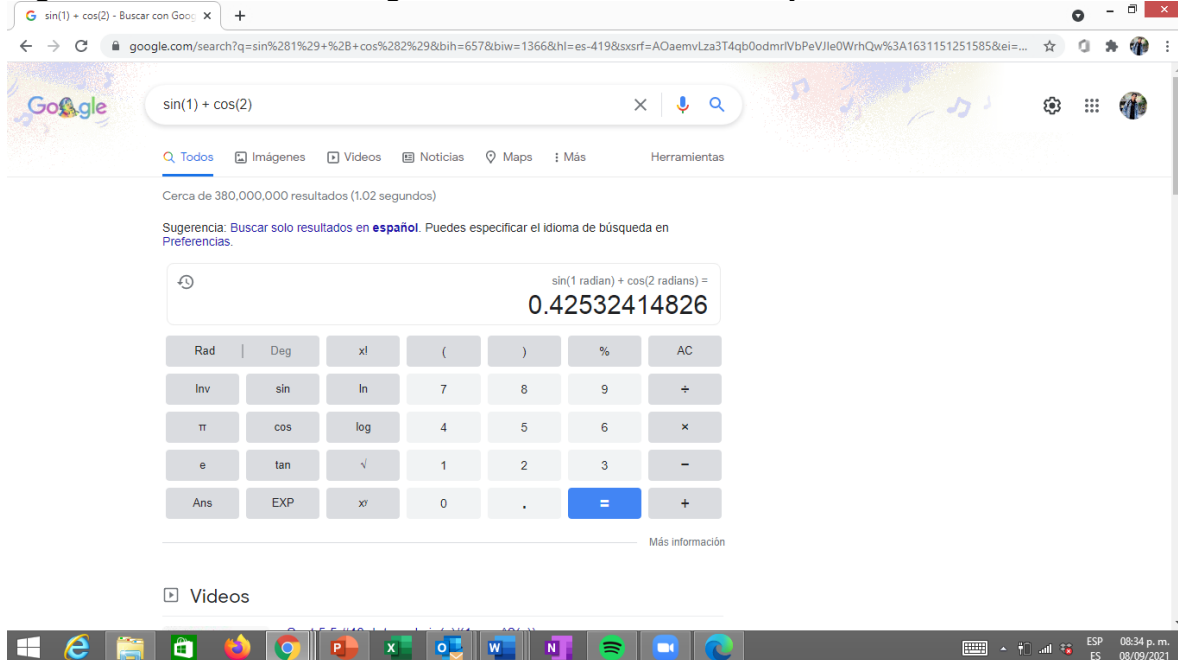 sin(1) + cos(2) - Buscar con Goog
google.com/search?q=sin%281%29+%2B+cos%282%29&bih=657&biw=1366&hl=es-419&sxsrf=AOaemvLza3T4qb0odmrlVbPeVJle0WrhQw%3A1631151251585&ei=...
Google
sin(1) + cos(2)
Todos Imágenes Videos Noticias Maps Más Herramientas
Cerca de 380,000,000 resultados (1.02 segundos)
Sugerencia: Buscar solo resultados en español. Puedes especificar el idioma de búsqueda en
Preferencias.
sin(1 radian) + cos(2 radians) =
0.42532414826
Rad | Deg x! ( ) % AC
Inv sin ln 7 8 9 ÷
π cos log 4 5 6 ×
e tan √ 1 2 3 −
Ans EXP xʸ 0 . = +
Más información
Videos
ESP 08:34 p. m.
ES 08/09/2021